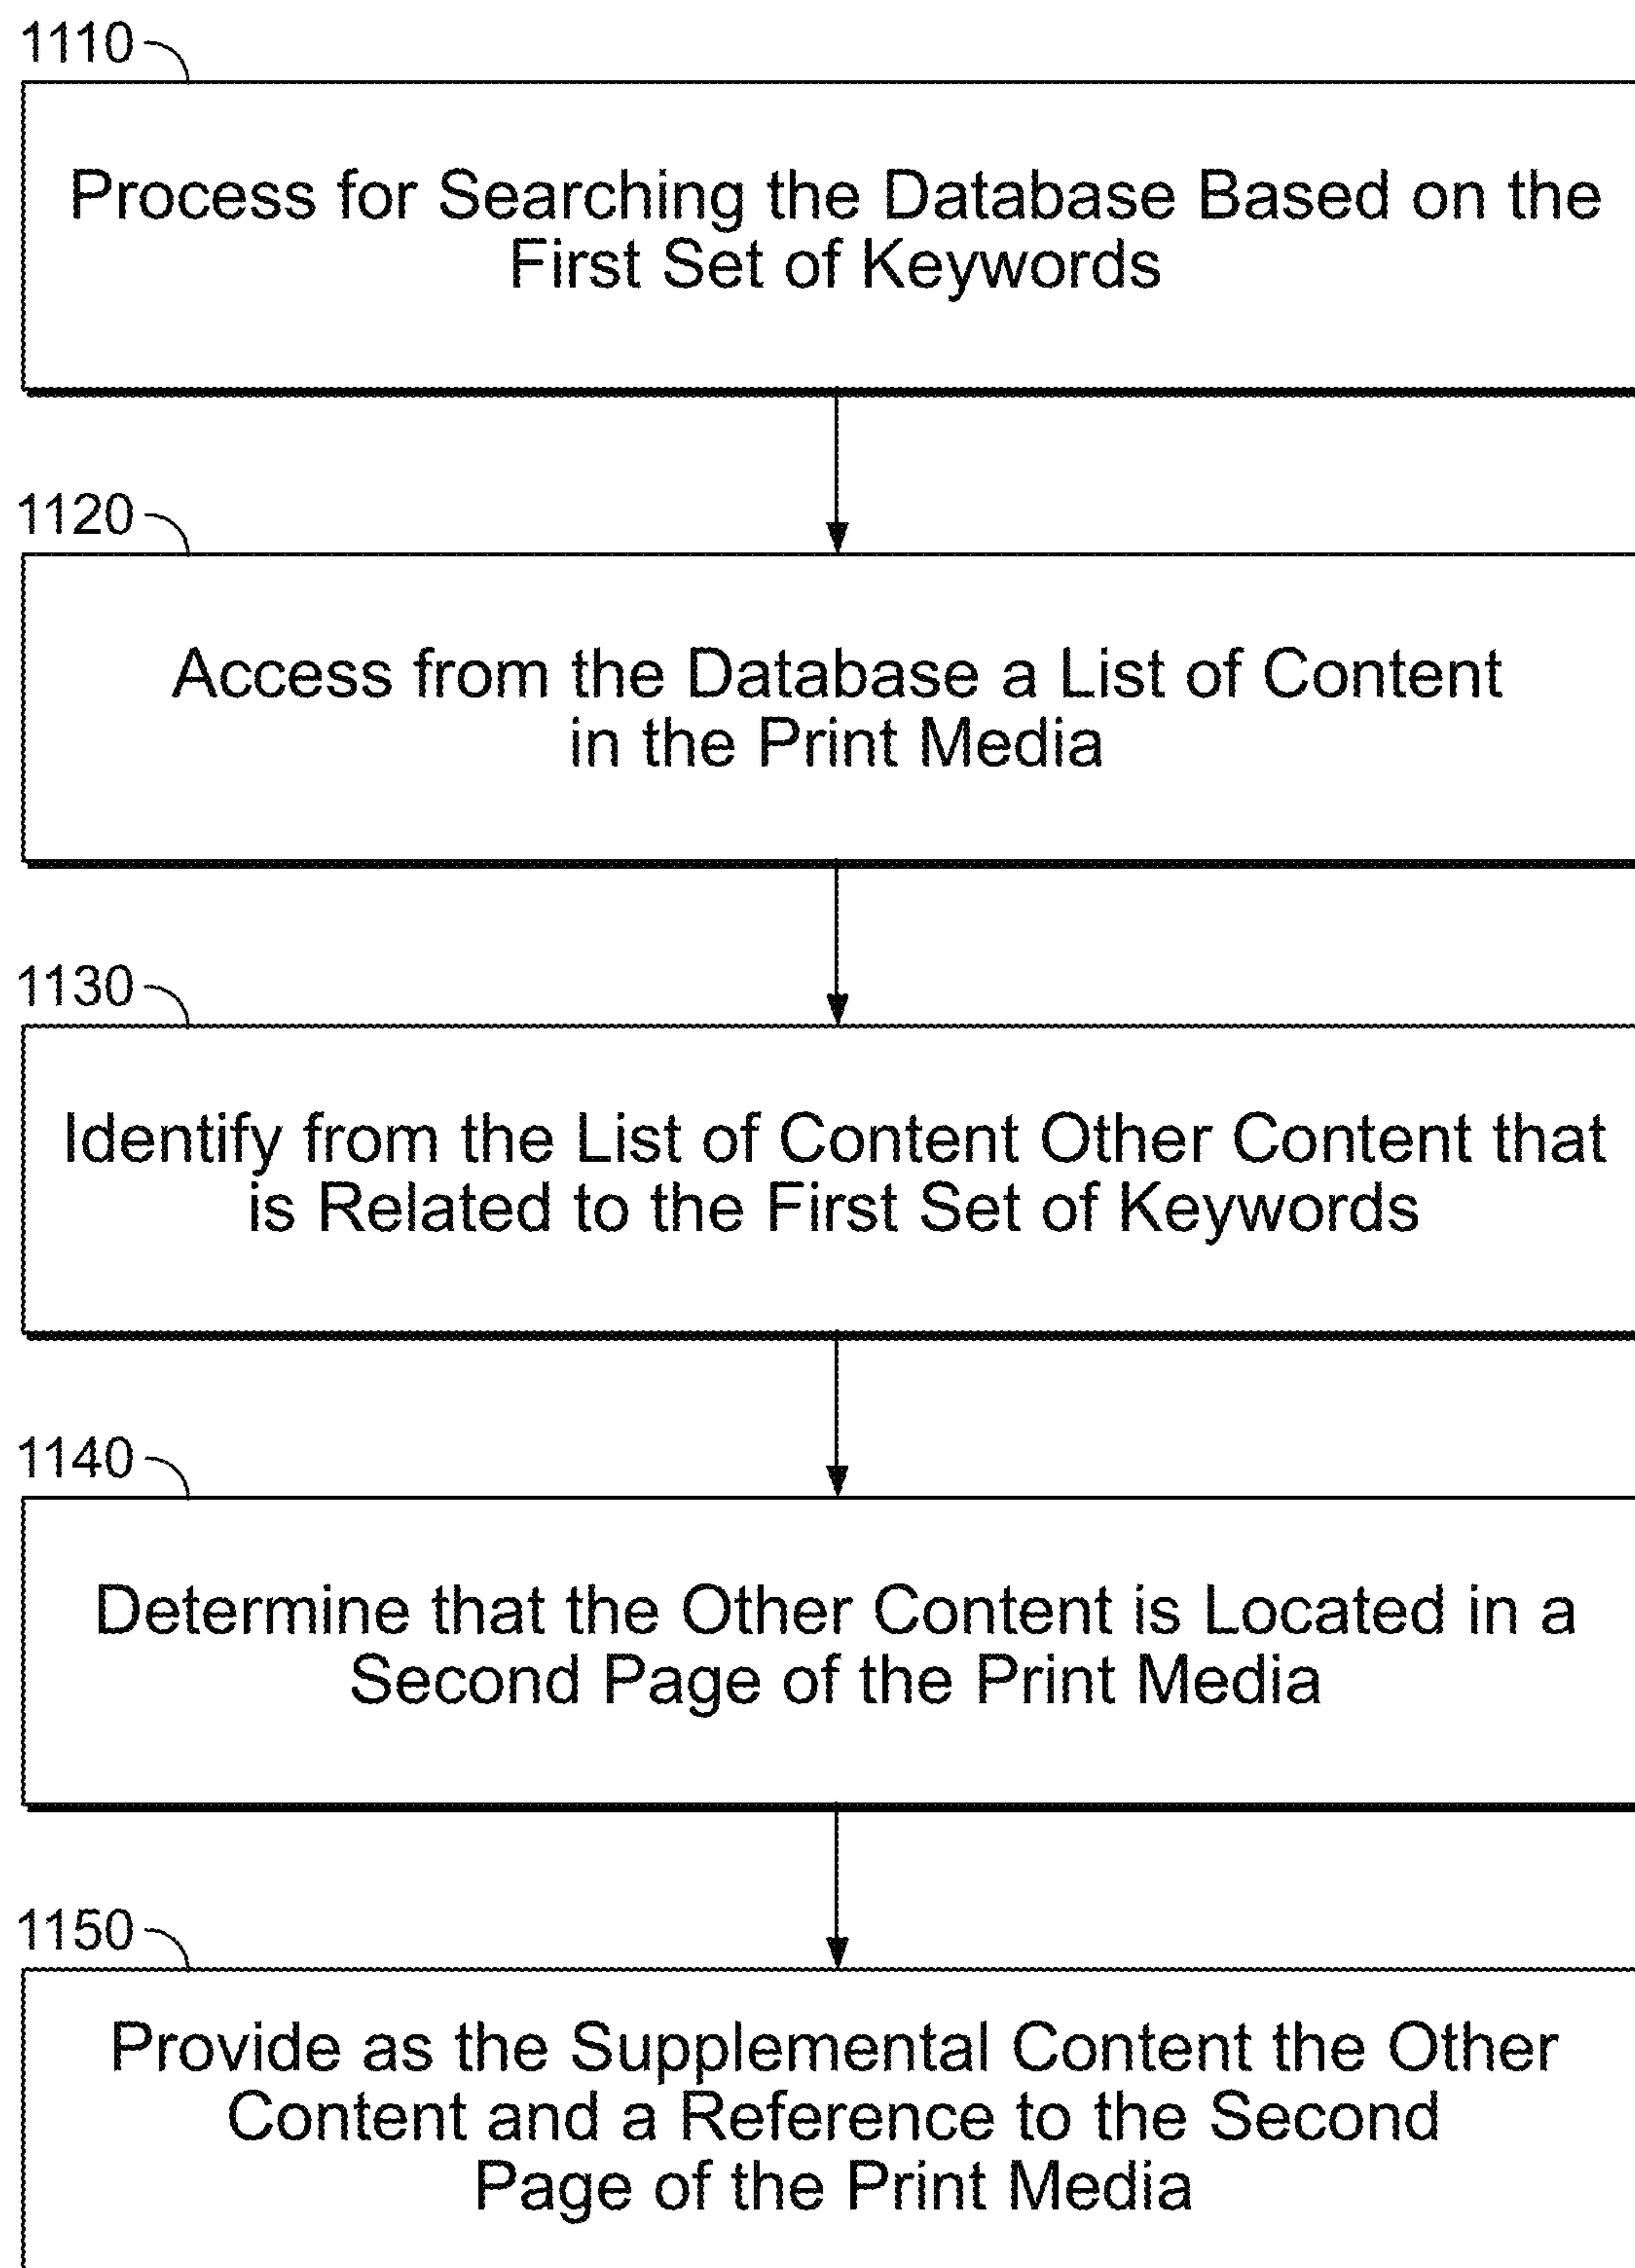 1110
Process for Searching the Database Based on the
First Set of Keywords
1120
Access from the Database a List of Content
in the Print Media
1130
Identify from the List of Content Other Content that
is Related to the First Set of Keywords
1140
Determine that the Other Content is Located in a
Second Page of the Print Media
1150
Provide as the Supplemental Content the Other
Content and a Reference to the Second
Page of the Print Media